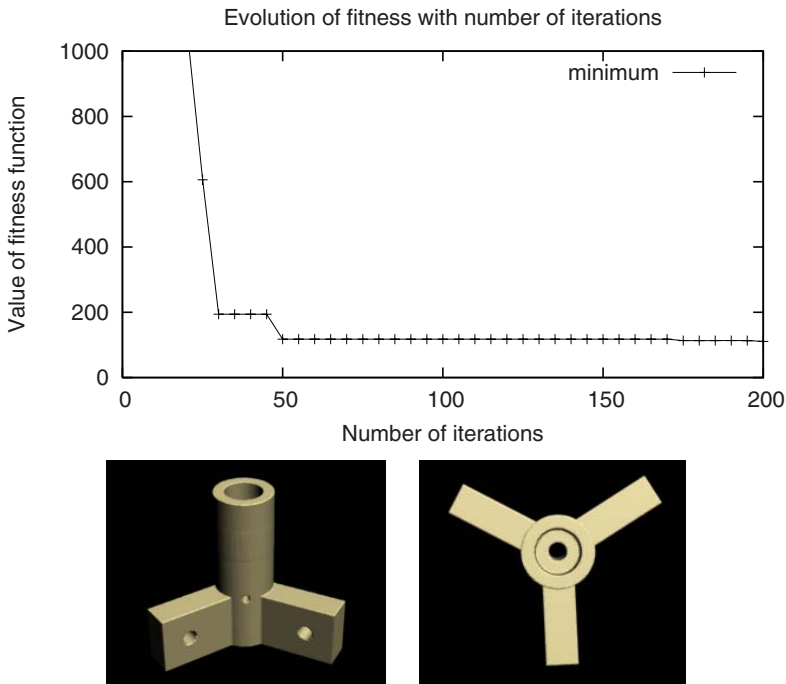 Evolution of fitness with number of iterations
1000
800
600
400
200
0
Value of fitness function
minimum
0 50 100 150 200
Number of iterations